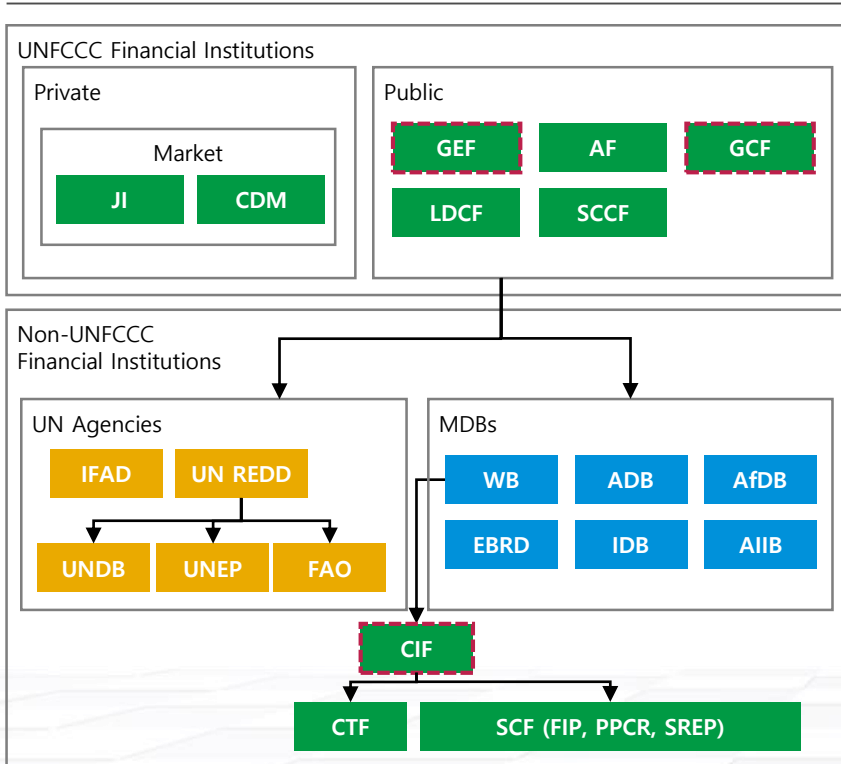 UNFCCC Financial Institutions
Private
Public
Market
JI
CDM
GEF
AF
GCF
LDCF
SCCF
Non-UNFCCC
Financial Institutions
UN Agencies
MDBs
IFAD
UN REDD
UNDB
UNEP
FAO
WB
ADB
AfDB
EBRD
IDB
AIIB
CIF
CTF
SCF (FIP, PPCR, SREP)